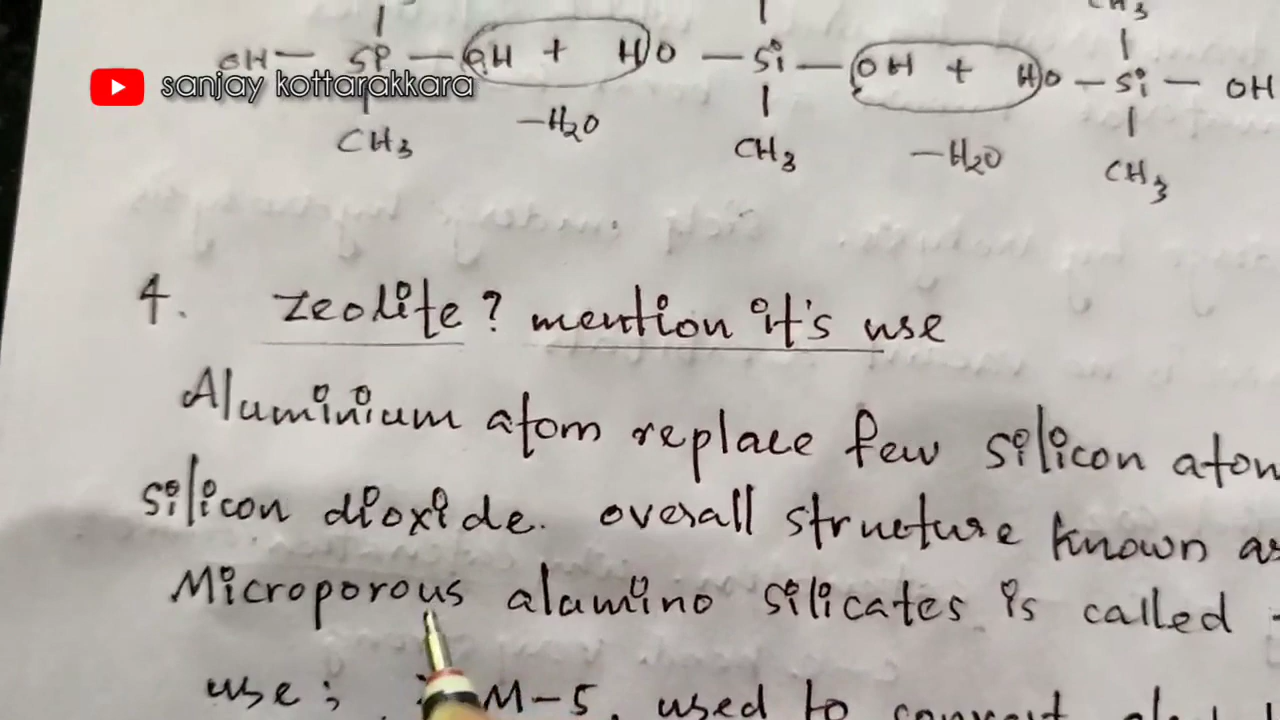 CH3
OH — Si — OH + HO — Si — OH + HO — Si — OH
sanjay kottarakkara
—H2O —H2O
CH3 CH3 CH3
4. Zeolite? mention it's use
Aluminium atom replace few silicon atom
silicon dioxide. overall structure known as
Microporous alumino silicates is called
use; M-5, used to convert